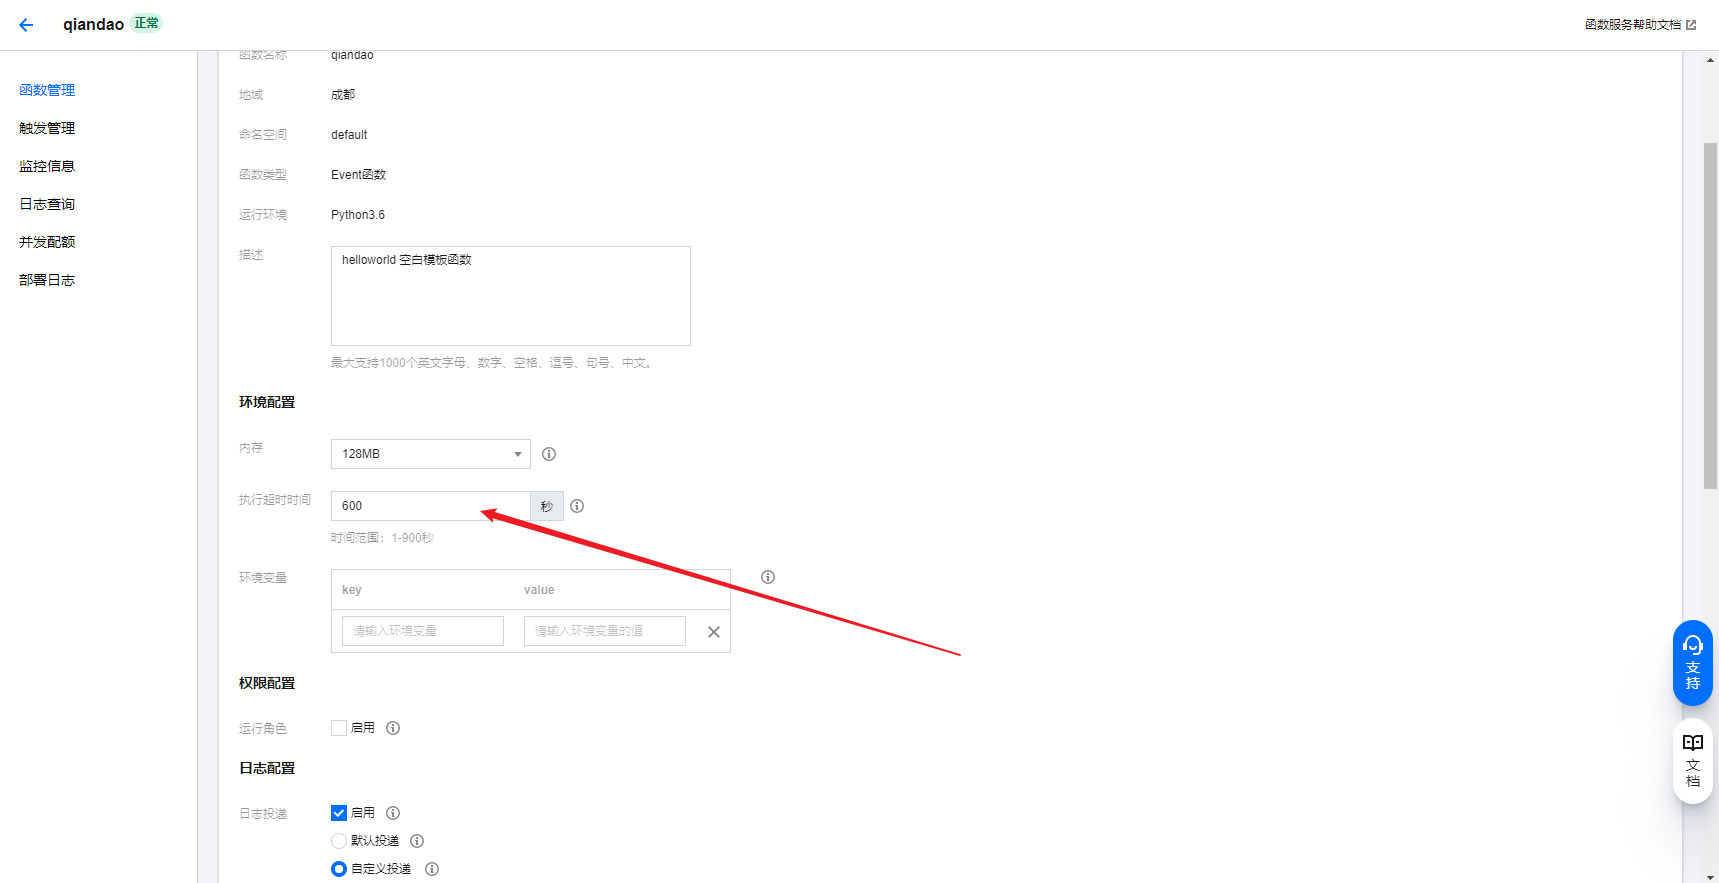 qiandao 正常
函数服务帮助文档
函数管理
触发管理
监控信息
日志查询
并发配额
部署日志
函数名称 qiandao
地域 成都
命名空间 default
函数类型 Event函数
运行环境 Python3.6
描述 helloworld 空白模板函数
最大支持1000个英文字母、数字、空格、逗号、句号、中文。
环境配置
内存 128MB
执行超时时间 600 秒
时间范围：1-900秒
环境变量 key value
请输入环境变量 请输入环境变量的值
权限配置
运行角色 启用
日志配置
日志投递 启用
默认投递
自定义投递
支持
文档